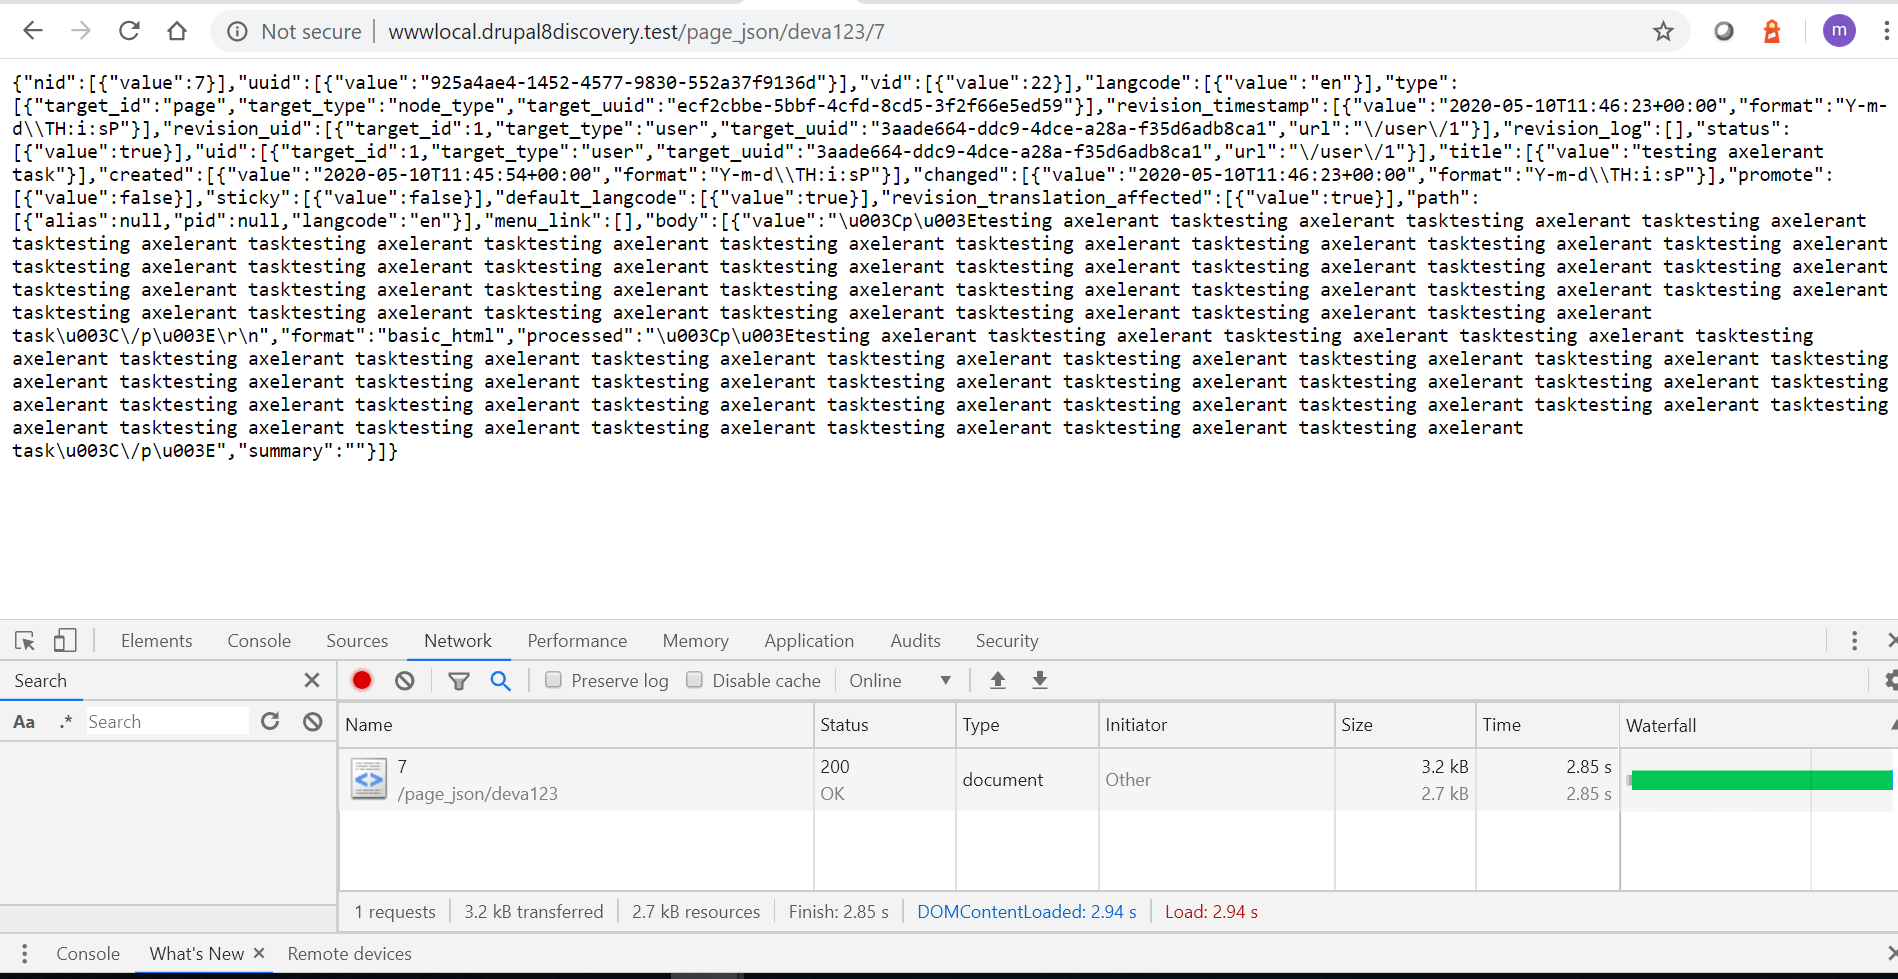 Not secure | wwwlocal.drupal8discovery.test/page_json/deva123/7
m
{"nid":[{"value":7}],"uuid":[{"value":"925a4ae4-1452-4577-9830-552a37f9136d"}],"vid":[{"value":22}],"langcode":[{"value":"en"}],"type":
[{"target_id":"page","target_type":"node_type","target_uuid":"ecf2cbbe-5bbf-4cfd-8cd5-3f2f66e5ed59"}],"revision_timestamp":[{"value":"2020-05-10T11:46:23+00:00","format":"Y-m-
d\\TH:i:sP"}],"revision_uid":[{"target_id":1,"target_type":"user","target_uuid":"3aade664-ddc9-4dce-a28a-f35d6adb8ca1","url":"\/user\/1"}],"revision_log":[],"status":
[{"value":true}],"uid":[{"target_id":1,"target_type":"user","target_uuid":"3aade664-ddc9-4dce-a28a-f35d6adb8ca1","url":"\/user\/1"}],"title":[{"value":"testing axelerant
task"}],"created":[{"value":"2020-05-10T11:45:54+00:00","format":"Y-m-d\\TH:i:sP"}],"changed":[{"value":"2020-05-10T11:46:23+00:00","format":"Y-m-d\\TH:i:sP"}],"promote":
[{"value":false}],"sticky":[{"value":false}],"default_langcode":[{"value":true}],"revision_translation_affected":[{"value":true}],"path":
[{"alias":null,"pid":null,"langcode":"en"}],"menu_link":[],"body":[{"value":"\u003Cp\u003Etesting axelerant tasktesting axelerant tasktesting axelerant tasktesting axelerant
tasktesting axelerant tasktesting axelerant tasktesting axelerant tasktesting axelerant tasktesting axelerant tasktesting axelerant tasktesting axelerant tasktesting axelerant
tasktesting axelerant tasktesting axelerant tasktesting axelerant tasktesting axelerant tasktesting axelerant tasktesting axelerant tasktesting axelerant tasktesting axelerant
tasktesting axelerant tasktesting axelerant tasktesting axelerant tasktesting axelerant tasktesting axelerant tasktesting axelerant tasktesting axelerant tasktesting axelerant
tasktesting axelerant tasktesting axelerant tasktesting axelerant tasktesting axelerant tasktesting axelerant tasktesting axelerant tasktesting axelerant
task\u003C\/p\u003E\r\n","format":"basic_html","processed":"\u003Cp\u003Etesting axelerant tasktesting axelerant tasktesting axelerant tasktesting axelerant tasktesting
axelerant tasktesting axelerant tasktesting axelerant tasktesting axelerant tasktesting axelerant tasktesting axelerant tasktesting axelerant tasktesting axelerant tasktesting
axelerant tasktesting axelerant tasktesting axelerant tasktesting axelerant tasktesting axelerant tasktesting axelerant tasktesting axelerant tasktesting axelerant tasktesting
axelerant tasktesting axelerant tasktesting axelerant tasktesting axelerant tasktesting axelerant tasktesting axelerant tasktesting axelerant tasktesting axelerant tasktesting
axelerant tasktesting axelerant tasktesting axelerant tasktesting axelerant tasktesting axelerant tasktesting axelerant tasktesting axelerant
task\u003C\/p\u003E","summary":""}]}
Elements Console Sources Network Performance Memory Application Audits Security
Search Preserve log Disable cache Online
Aa .* Search
Name Status Type Initiator Size Time Waterfall
7 200 document Other 3.2 kB 2.85 s
/page_json/deva123 OK 2.7 kB 2.85 s
1 requests 3.2 kB transferred 2.7 kB resources Finish: 2.85 s DOMContentLoaded: 2.94 s Load: 2.94 s
Console What's New Remote devices